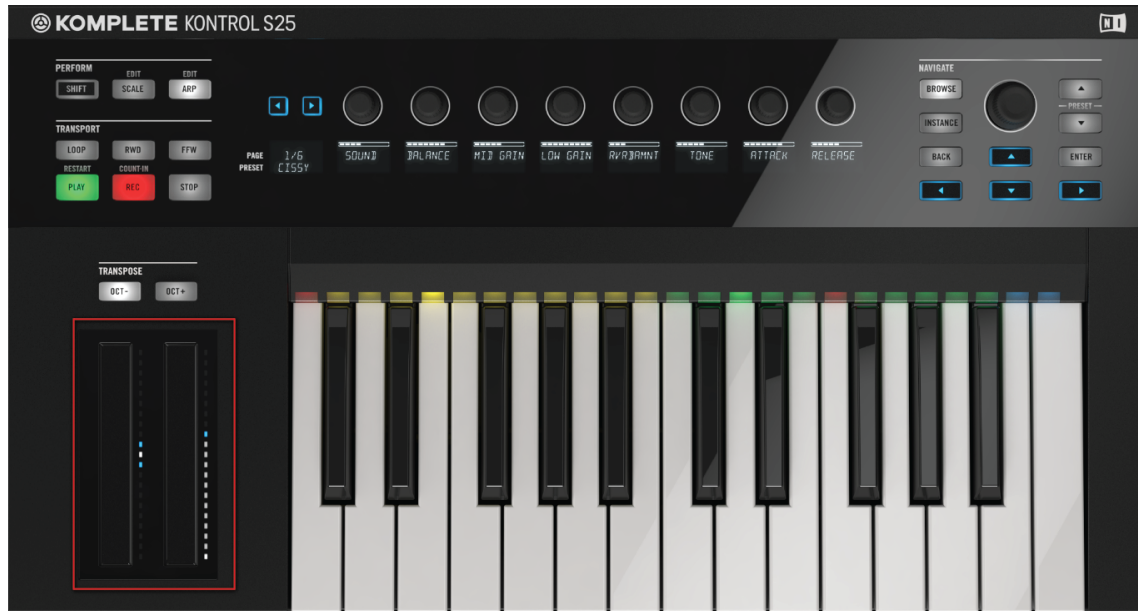 KOMPLETE KONTROL S25
NI
PERFORM
EDIT
EDIT
SHIFT
SCALE
ARP
TRANSPORT
LOOP
RWD
FFW
RESTART
COUNT-IN
PLAY
REC
STOP
PAGE 1/6
PRESET CISSY
SOUND
BALANCE
MID GAIN
LOW GAIN
RVRBAMNT
TONE
ATTACK
RELEASE
NAVIGATE
BROWSE
PRESET
INSTANCE
BACK
ENTER
TRANSPOSE
OCT-
OCT+